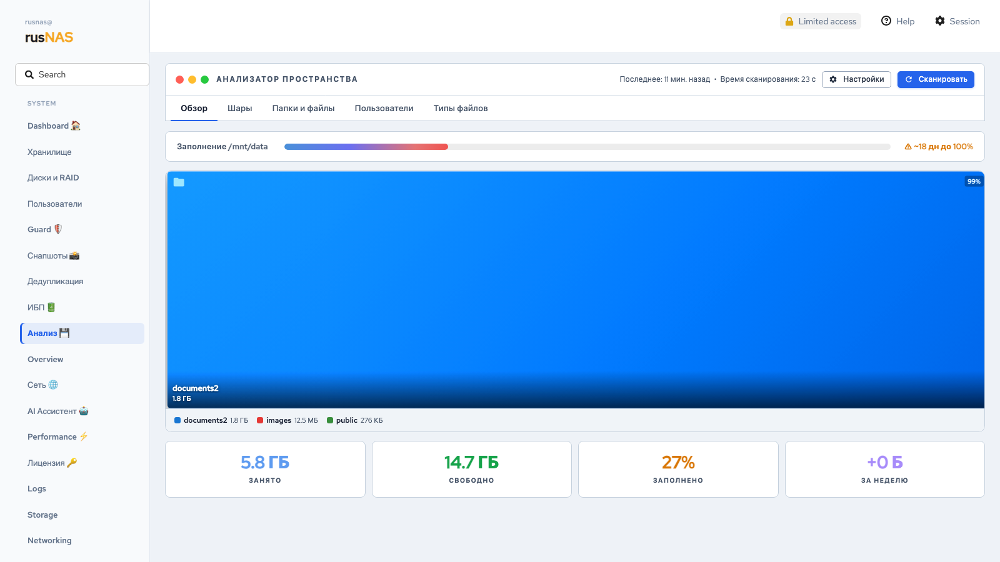 rusnas@
rusNAS
Search
SYSTEM
Dashboard
Хранилище
Диски и RAID
Пользователи
Guard
Снапшоты
Дедупликация
ИБП
Анализ
Overview
Сеть
AI Ассистент
Performance
Лицензия
Logs
Storage
Networking
Limited access
Help
Session
АНАЛИЗАТОР ПРОСТРАНСТВА
Последнее: 11 мин. назад • Время сканирования: 23 с
Настройки
Сканировать
Обзор
Шары
Папки и файлы
Пользователи
Типы файлов
Заполнение /mnt/data
~18 дн до 100%
99%
documents2
1.8 ГБ
documents2 1.8 ГБ
images 12.5 МБ
public 276 КБ
5.8 ГБ
ЗАНЯТО
14.7 ГБ
СВОБОДНО
27%
ЗАПОЛНЕНО
+0 Б
ЗА НЕДЕЛЮ